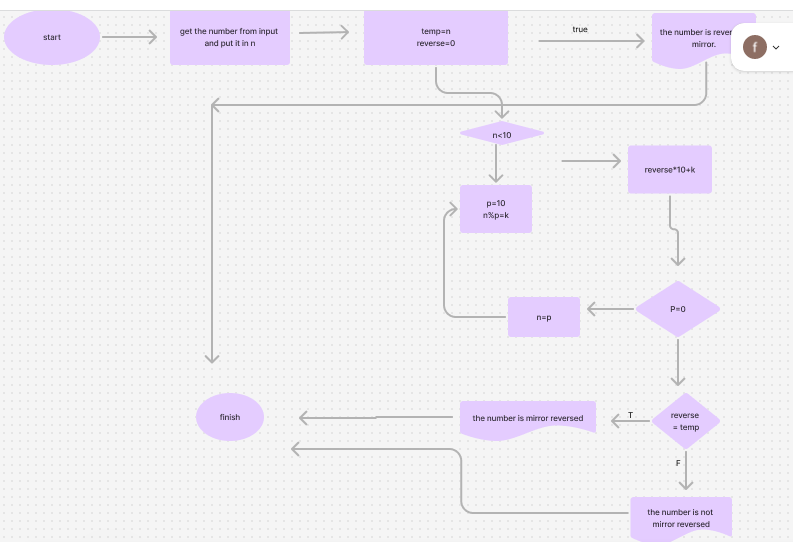 start
get the number from input
and put it in n
temp=n
reverse=0
true
the number is
mirror.
f
n<10
reverse*10+k
p=10
n%p=k
P=0
n=p
finish
the number is mirror reversed
T
reverse
= temp
F
the number is not
mirror reversed